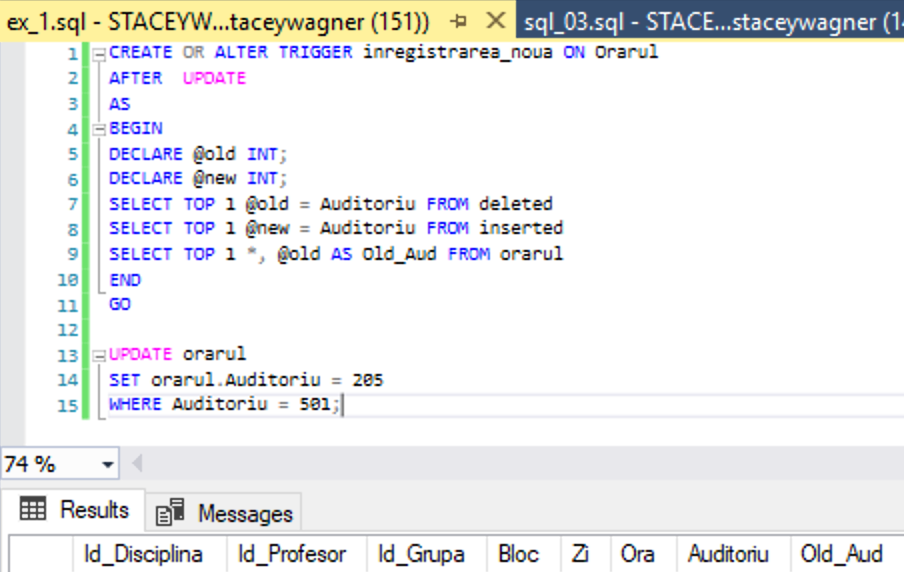 ex_1.sql - STACEYW...taceywagner (151)) sql_03.sql - STACE...staceywagner (14
1 CREATE OR ALTER TRIGGER inregistrarea_noua ON Orarul
2 AFTER  UPDATE
3 AS
4 BEGIN
5 DECLARE @old INT;
6 DECLARE @new INT;
7 SELECT TOP 1 @old = Auditoriu FROM deleted
8 SELECT TOP 1 @new = Auditoriu FROM inserted
9 SELECT TOP 1 *, @old AS Old_Aud FROM orarul
10 END
11 GO
12
13 UPDATE orarul
14 SET orarul.Auditoriu = 205
15 WHERE Auditoriu = 501;
74 %
Results Messages
Id_Disciplina Id_Profesor Id_Grupa Bloc Zi Ora Auditoriu Old_Aud